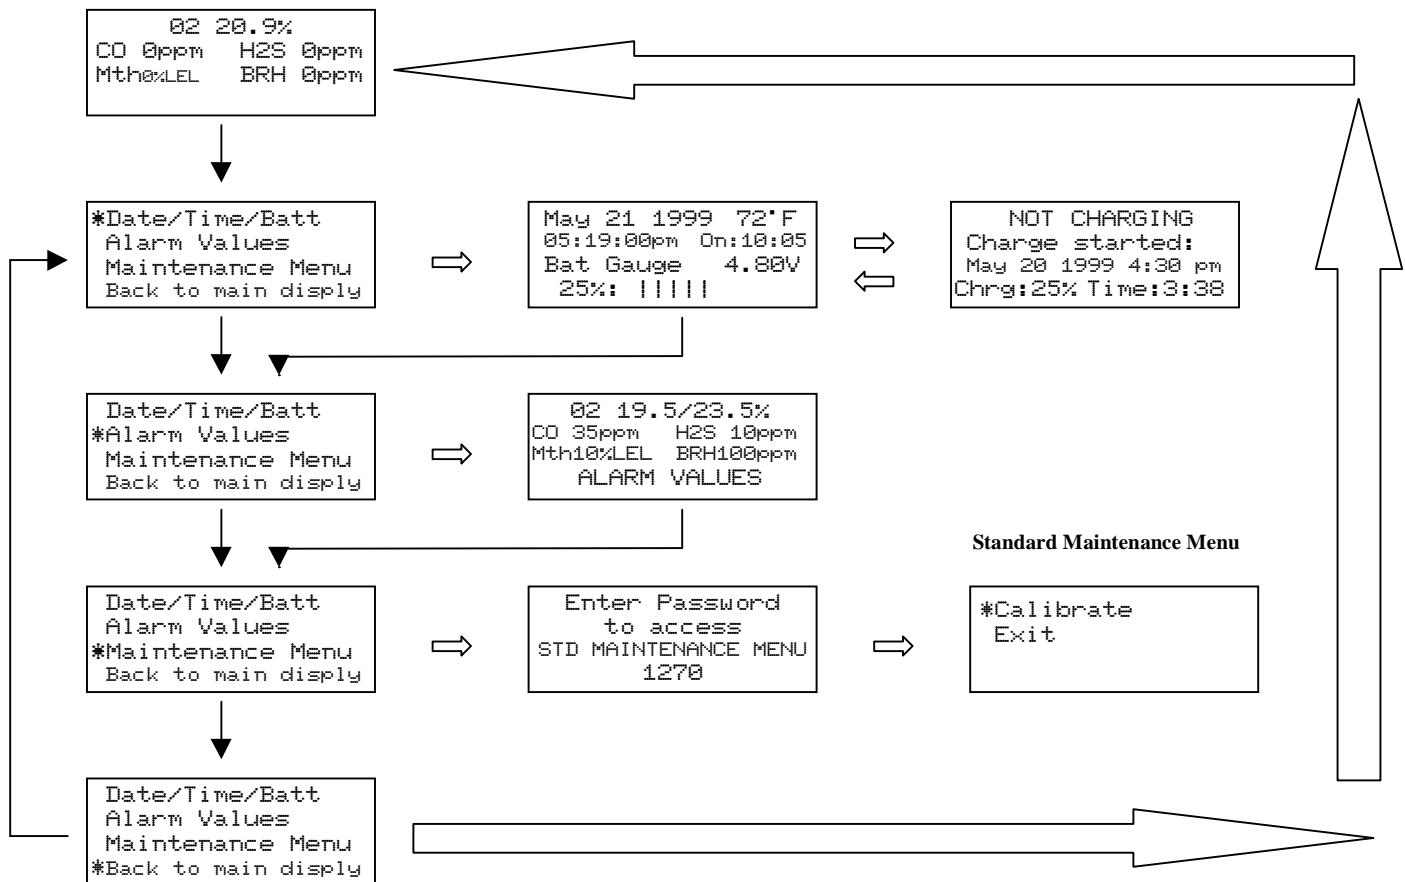 02 20.9%
CO 0ppm H2S 0ppm
Mth0%LEL BRH 0ppm
*Date/Time/Batt
Alarm Values
Maintenance Menu
Back to main disply
May 21 1999 72°F
05:19:00pm On:10:05
Bat Gauge 4.80V
25%: |||||
NOT CHARGING
Charge started:
May 20 1999 4:30 pm
Chrg:25% Time:3:38
Date/Time/Batt
*Alarm Values
Maintenance Menu
Back to main disply
02 19.5/23.5%
CO 35ppm H2S 10ppm
Mth10%LEL BRH100ppm
ALARM VALUES
Date/Time/Batt
Alarm Values
*Maintenance Menu
Back to main disply
Enter Password
to access
STD MAINTENANCE MENU
1270
Standard Maintenance Menu
*Calibrate
Exit
Date/Time/Batt
Alarm Values
Maintenance Menu
*Back to main disply